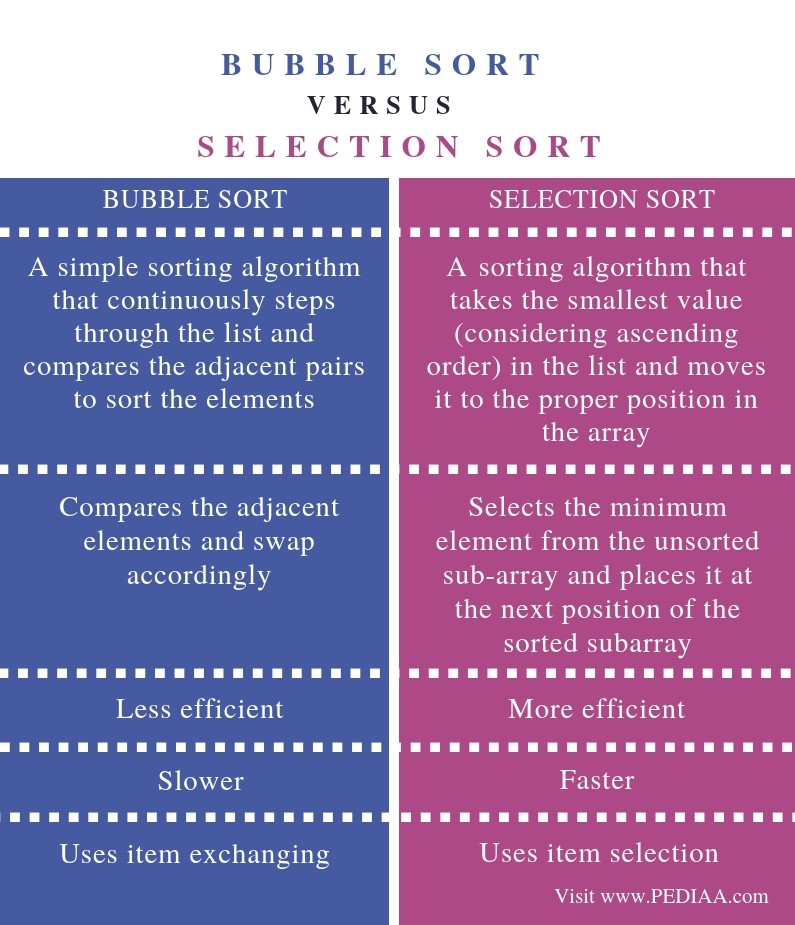 BUBBLE SORT
VERSUS
SELECTION SORT
BUBBLE SORT
A simple sorting algorithm
that continuously steps
through the list and
compares the adjacent pairs
to sort the elements
Compares the adjacent
elements and swap
accordingly
Less efficient
Slower
Uses item exchanging
SELECTION SORT
A sorting algorithm that
takes the smallest value
(considering ascending
order) in the list and moves
it to the proper position in
the array
Selects the minimum
element from the unsorted
sub-array and places it at
the next position of the
sorted subarray
More efficient
Faster
Uses item selection
Visit www.PEDIAA.com